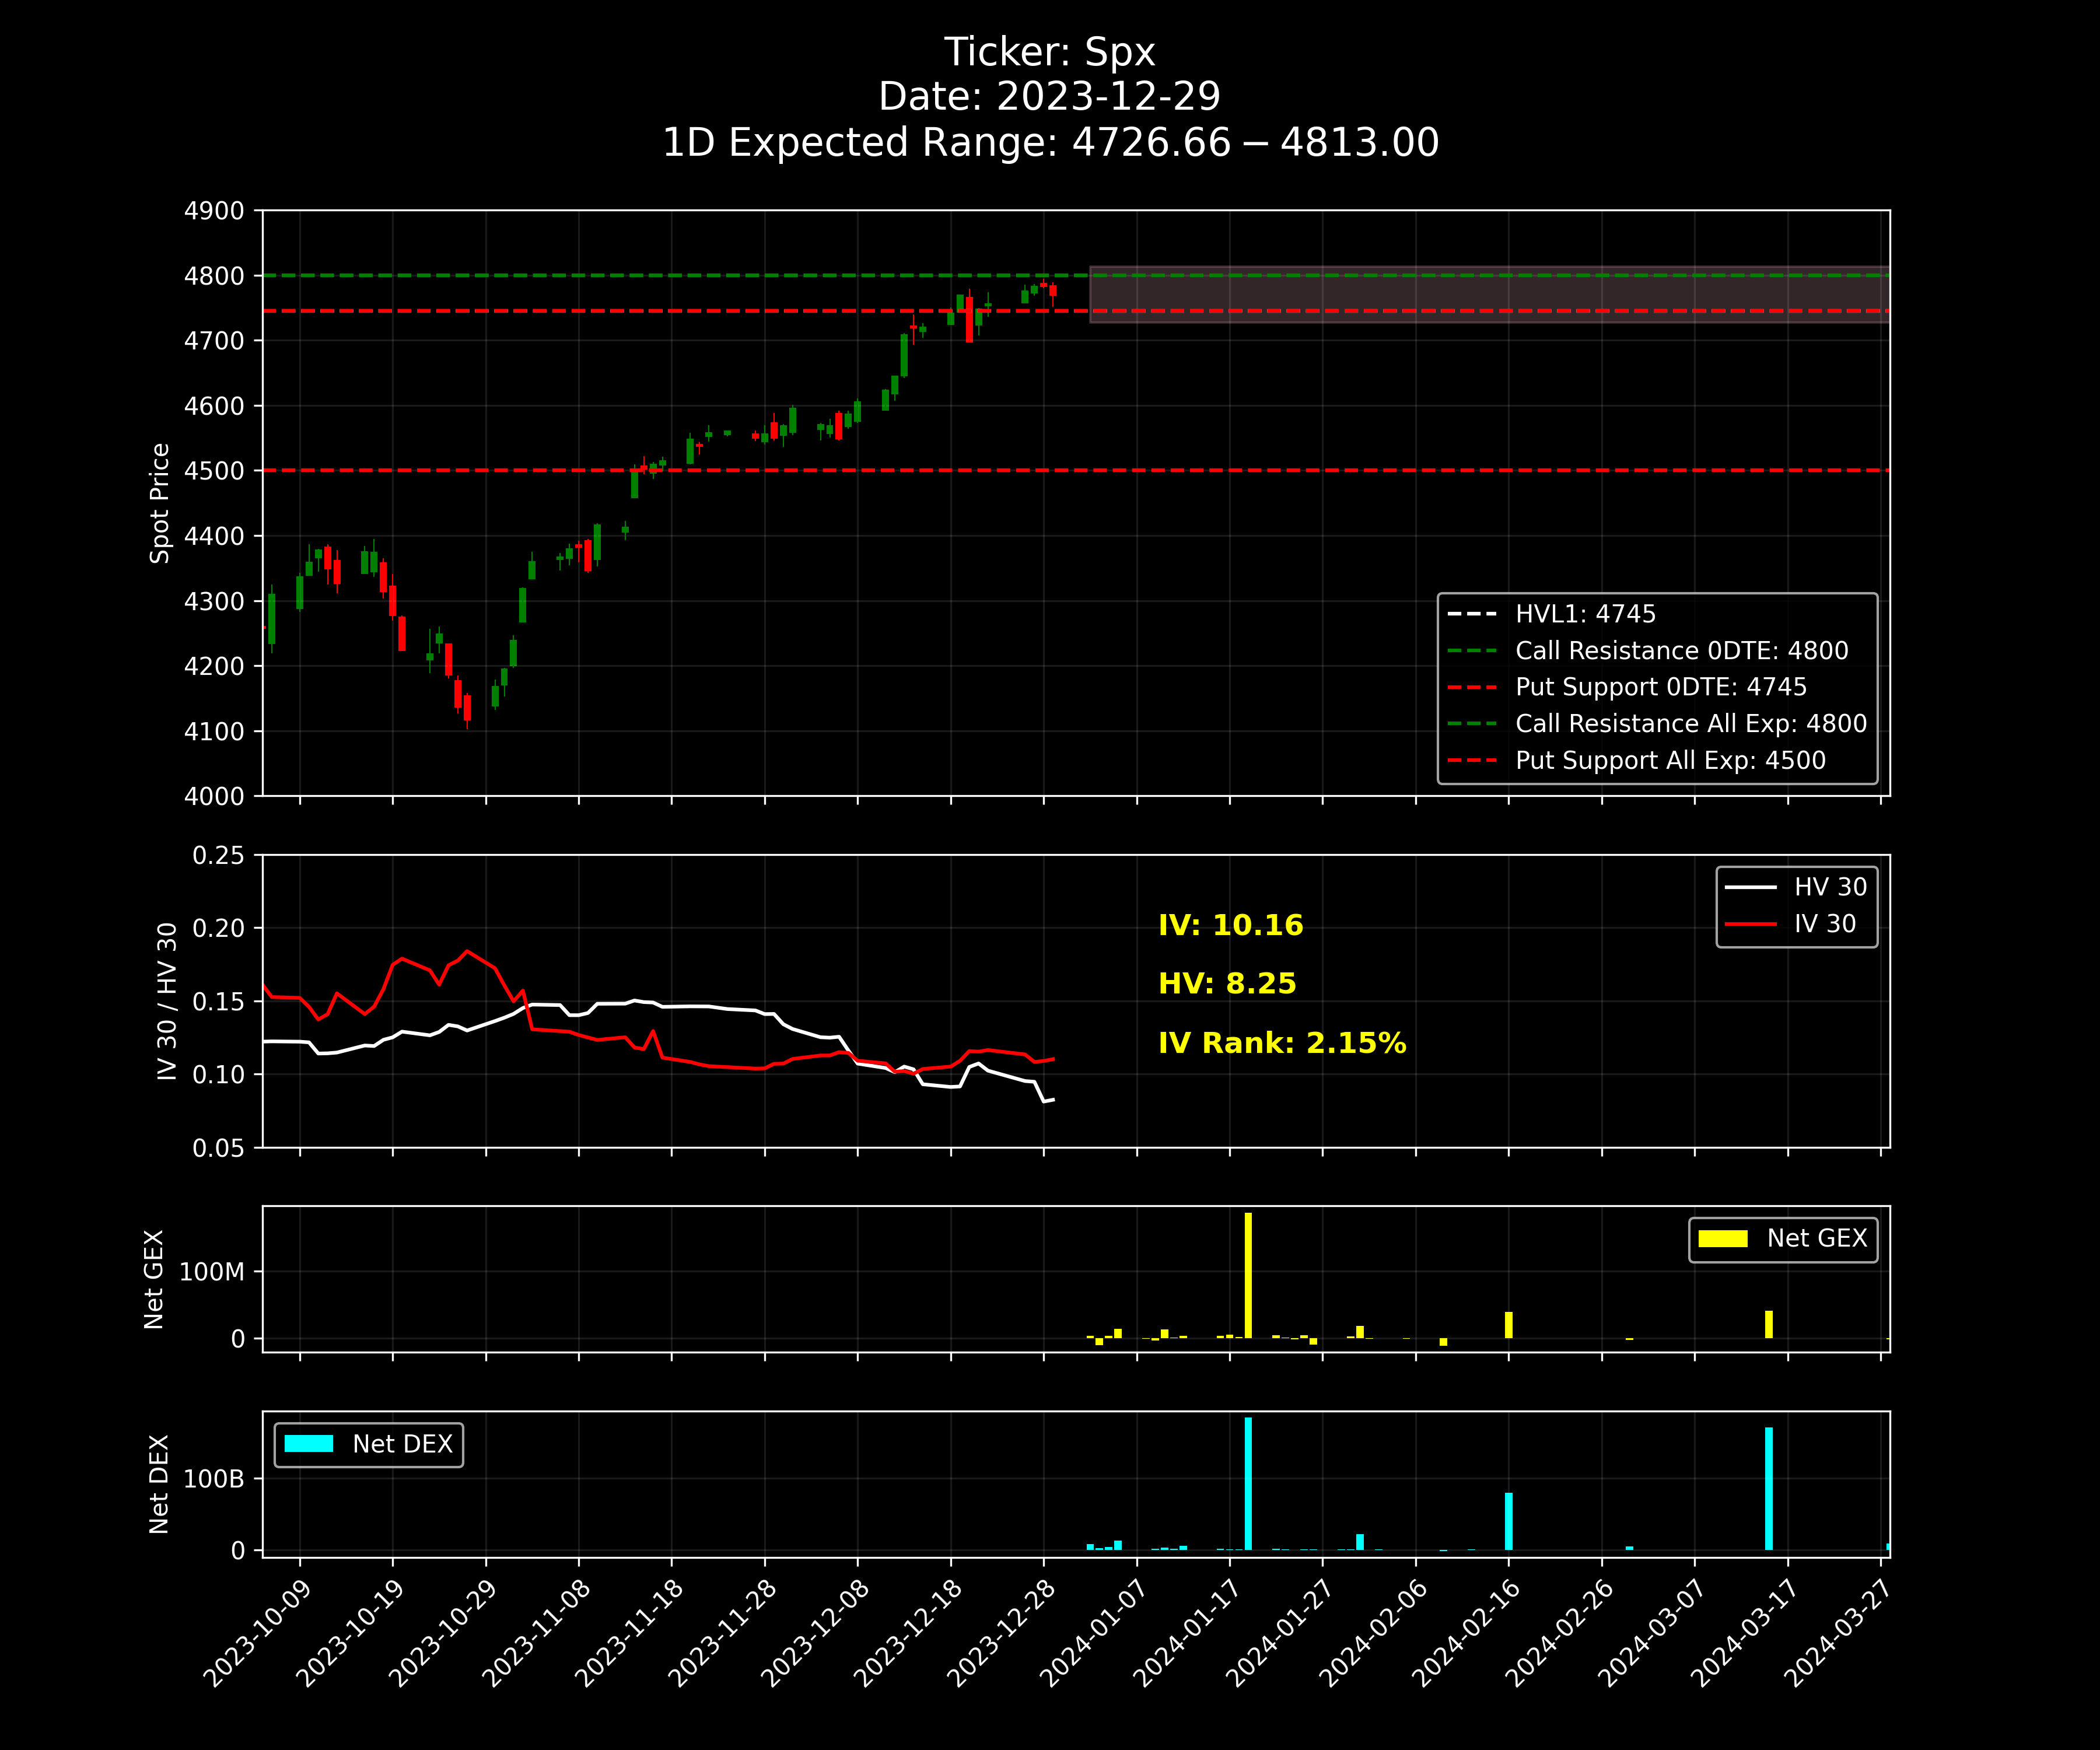 Ticker: Spx
Date: 2023-12-29
1D Expected Range: 4726.66 − 4813.00
4900
4800
4700
4600
4500
4400
4300
4200
4100
4000
Spot Price
HVL1: 4745
Call Resistance 0DTE: 4800
Put Support 0DTE: 4745
Call Resistance All Exp: 4800
Put Support All Exp: 4500
0.25
0.20
0.15
0.10
0.05
IV 30 / HV 30
IV: 10.16
HV: 8.25
IV Rank: 2.15%
HV 30
IV 30
Net GEX
100M
0
Net GEX
Net DEX
100B
0
Net DEX
2023-10-09
2023-10-19
2023-10-29
2023-11-08
2023-11-18
2023-11-28
2023-12-08
2023-12-18
2023-12-28
2024-01-07
2024-01-17
2024-01-27
2024-02-06
2024-02-16
2024-02-26
2024-03-07
2024-03-17
2024-03-27